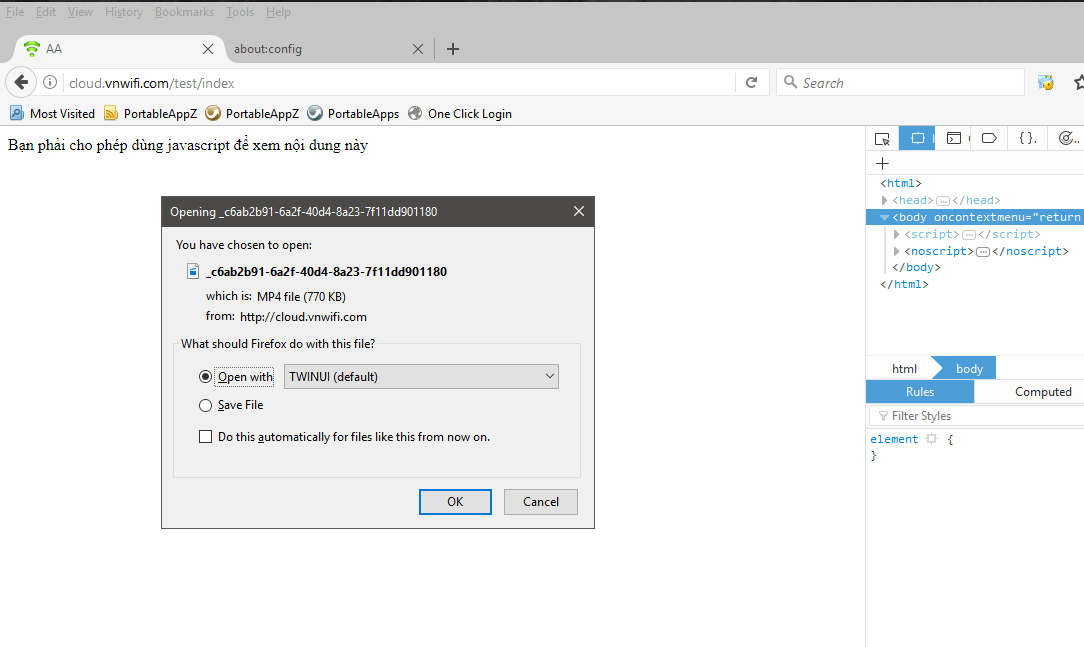 File Edit View History Bookmarks Tools Help
AA about:config
cloud.vnwifi.com/test/index Search
Most Visited PortableAppZ PortableAppZ PortableApps One Click Login
Bạn phải cho phép dùng javascript để xem nội dung này
Opening _c6ab2b91-6a2f-40d4-8a23-7f11dd901180
You have chosen to open:
_c6ab2b91-6a2f-40d4-8a23-7f11dd901180
which is: MP4 file (770 KB)
from: http://cloud.vnwifi.com
What should Firefox do with this file?
Open with TWINUI (default)
Save File
Do this automatically for files like this from now on.
OK Cancel
{ }
<html>
<head></head>
<body oncontextmenu="return
<script></script>
<noscript></noscript>
</body>
</html>
html body
Rules Computed
Filter Styles
element {
}